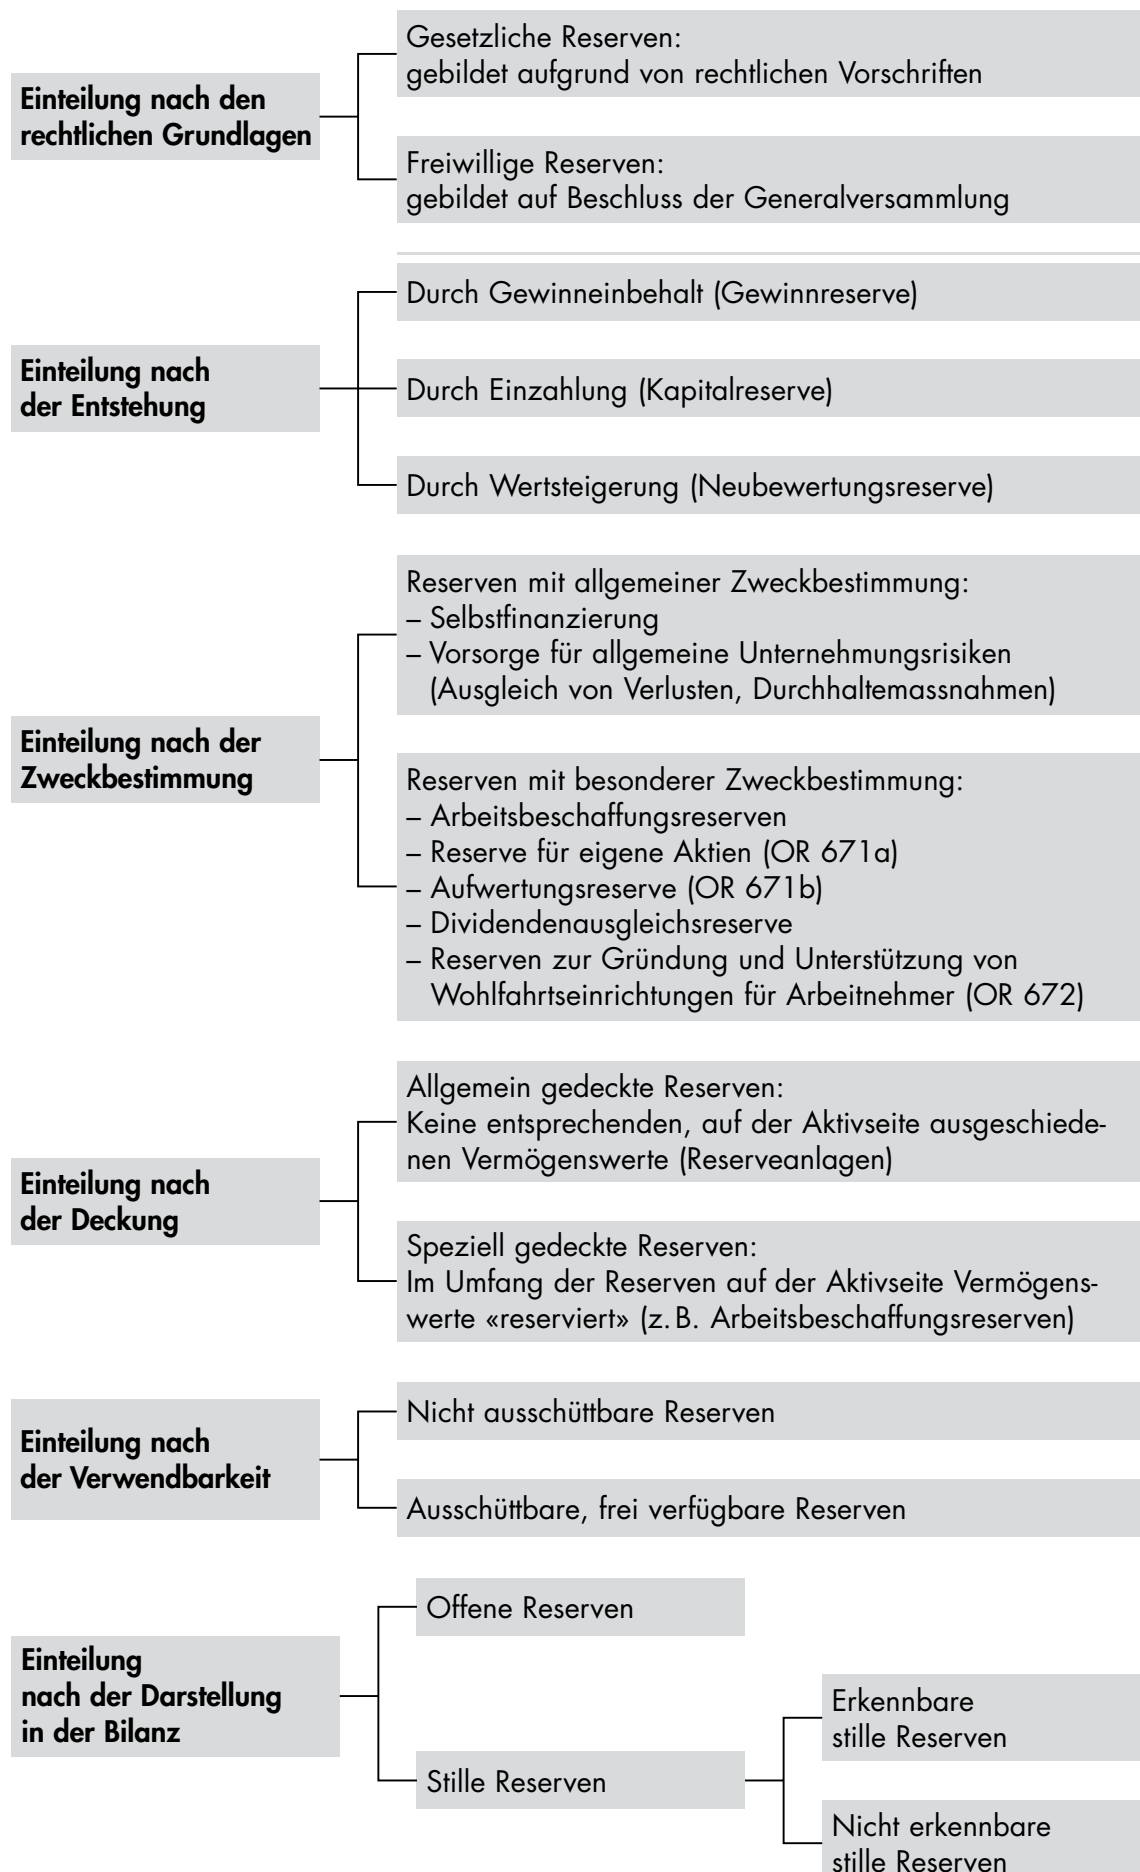 Einteilung nach den
rechtlichen Grundlagen
Gesetzliche Reserven:
gebildet aufgrund von rechtlichen Vorschriften
Freiwillige Reserven:
gebildet auf Beschluss der Generalversammlung
Einteilung nach
der Entstehung
Durch Gewinneinbehalt (Gewinnreserve)
Durch Einzahlung (Kapitalreserve)
Durch Wertsteigerung (Neubewertungsreserve)
Einteilung nach der
Zweckbestimmung
Reserven mit allgemeiner Zweckbestimmung:
– Selbstfinanzierung
– Vorsorge für allgemeine Unternehmungsrisiken
(Ausgleich von Verlusten, Durchhaltemassnahmen)
Reserven mit besonderer Zweckbestimmung:
– Arbeitsbeschaffungsreserven
– Reserve für eigene Aktien (OR 671a)
– Aufwertungsreserve (OR 671b)
– Dividendenausgleichsreserve
– Reserven zur Gründung und Unterstützung von
Wohlfahrtseinrichtungen für Arbeitnehmer (OR 672)
Einteilung nach
der Deckung
Allgemein gedeckte Reserven:
Keine entsprechenden, auf der Aktivseite ausgeschiede-
nen Vermögenswerte (Reserveanlagen)
Speziell gedeckte Reserven:
Im Umfang der Reserven auf der Aktivseite Vermögens-
werte «reserviert» (z. B. Arbeitsbeschaffungsreserven)
Einteilung nach
der Verwendbarkeit
Nicht ausschüttbare Reserven
Ausschüttbare, frei verfügbare Reserven
Einteilung
nach der Darstellung
in der Bilanz
Offene Reserven
Stille Reserven
Erkennbare
stille Reserven
Nicht erkennbare
stille Reserven